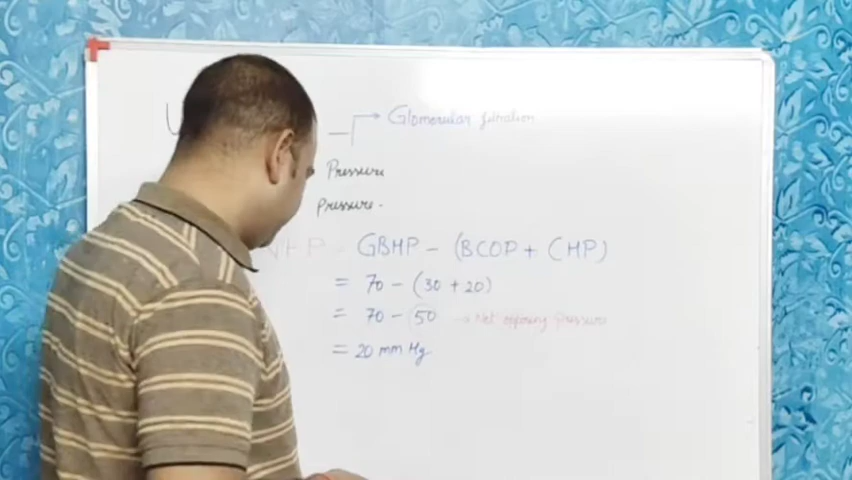 Glomerular filtration
Pressure
Pressure -
GBHP - (BCOP + CHP)
= 70 - (30 + 20)
= 70 - 50 → Net opposing Pressure
= 20 mm Hg